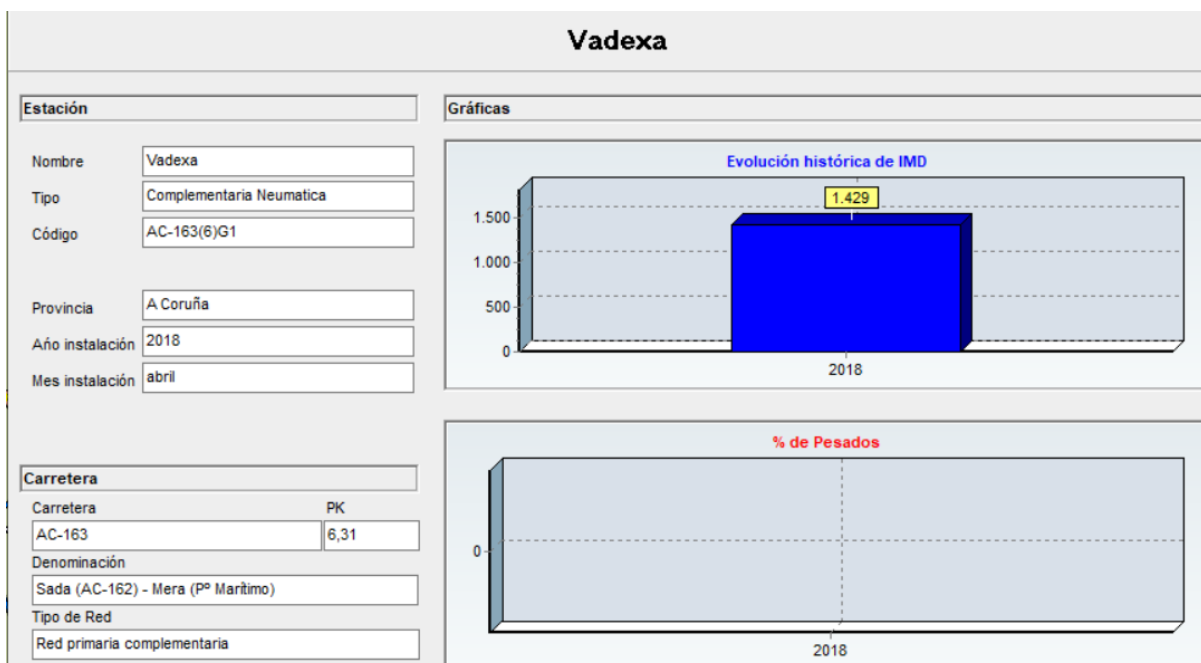 Vadexa
Estación
Nombre Vadexa
Tipo Complementaria Neumatica
Código AC-163(6)G1
Provincia A Coruña
Año instalación 2018
Mes instalación abril
Carretera
Carretera PK
AC-163 6,31
Denominación
Sada (AC-162) - Mera (Pº Marítimo)
Tipo de Red
Red primaria complementaria
Gráficas
Evolución histórica de IMD
1.429
1.500
1.000
500
0
2018
% de Pesados
0
2018